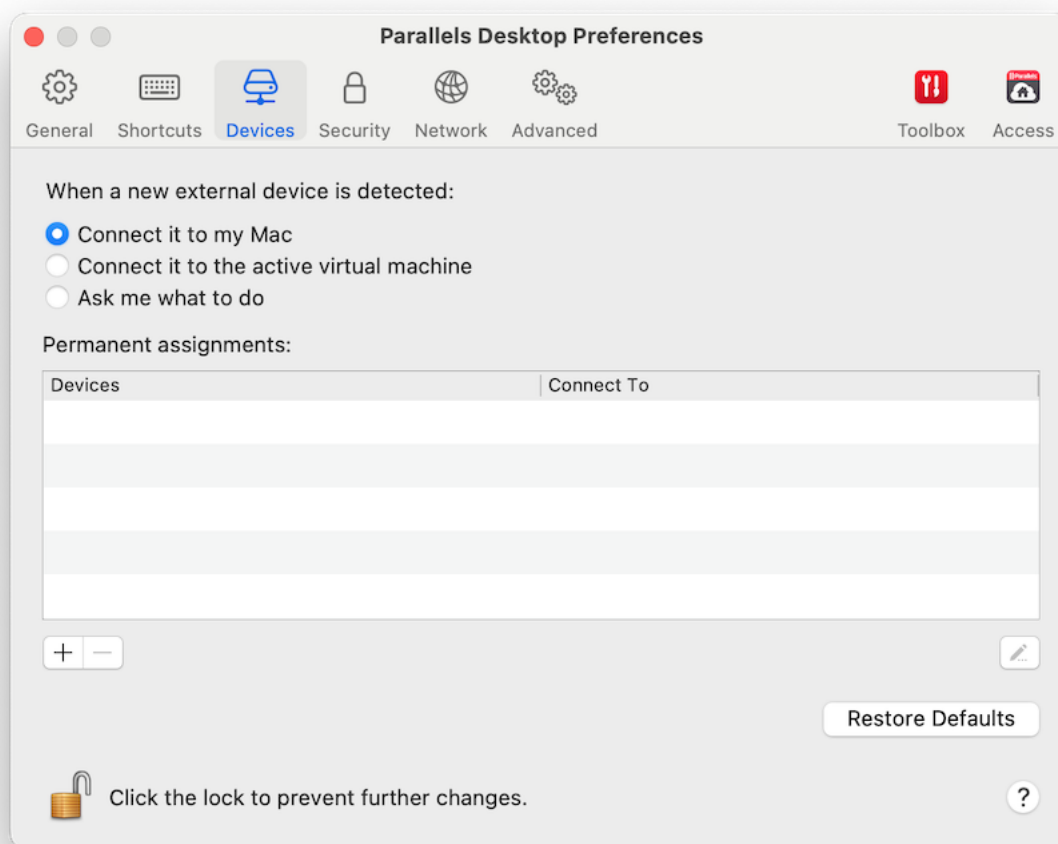 Parallels Desktop Preferences
General Shortcuts Devices Security Network Advanced Toolbox Access
When a new external device is detected:
Connect it to my Mac
Connect it to the active virtual machine
Ask me what to do
Permanent assignments:
Devices Connect To
Restore Defaults
Click the lock to prevent further changes.
?